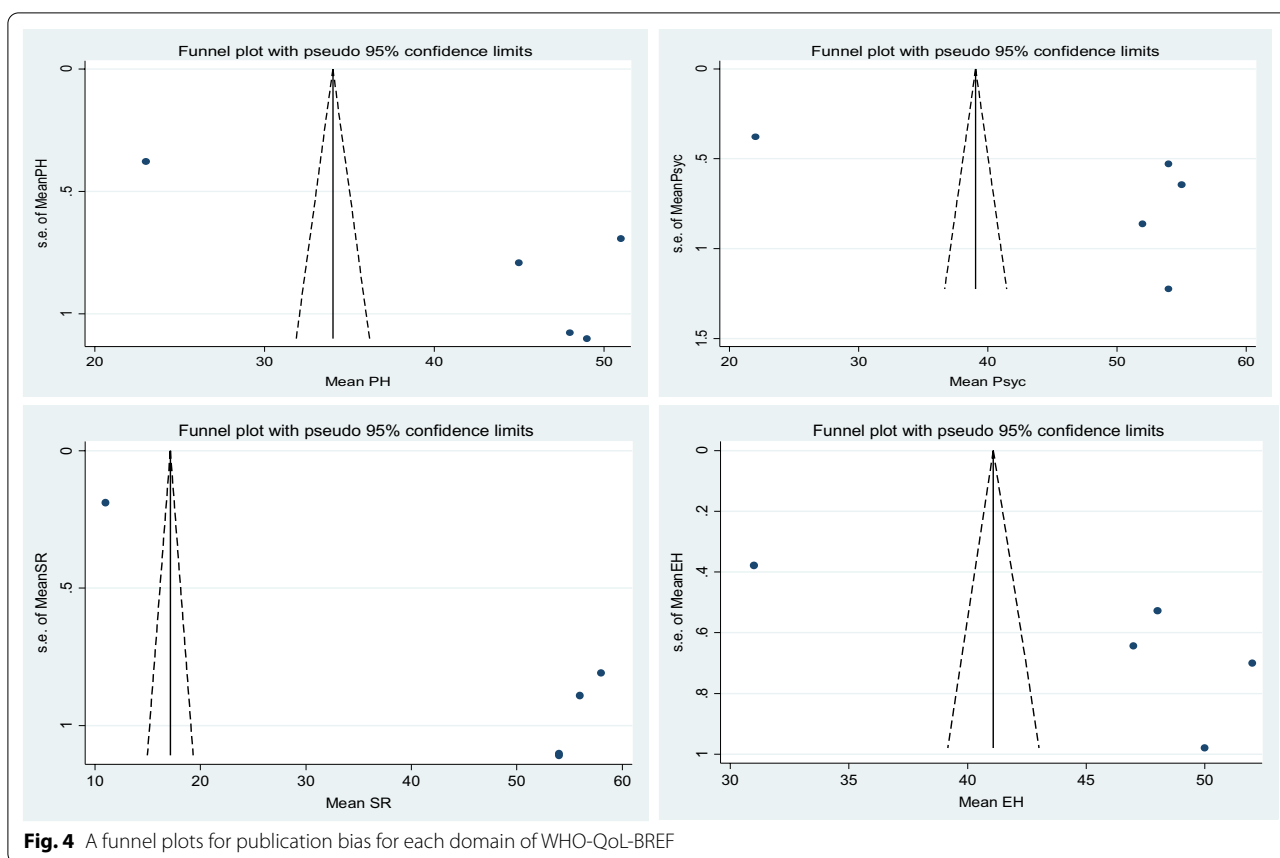 Funnel plot with pseudo 95% confidence limits
s.e. of MeanPH
0
.5
1
20 30 40 50
Mean PH
Funnel plot with pseudo 95% confidence limits
s.e. of MeanPsyc
0
.5
1
1.5
20 30 40 50 60
Mean Psyc
Funnel plot with pseudo 95% confidence limits
s.e. of MeanSR
0
.5
1
10 20 30 40 50 60
Mean SR
Funnel plot with pseudo 95% confidence limits
s.e. of MeanEH
0
.2
.4
.6
.8
1
30 35 40 45 50
Mean EH
Fig. 4 A funnel plots for publication bias for each domain of WHO-QoL-BREF